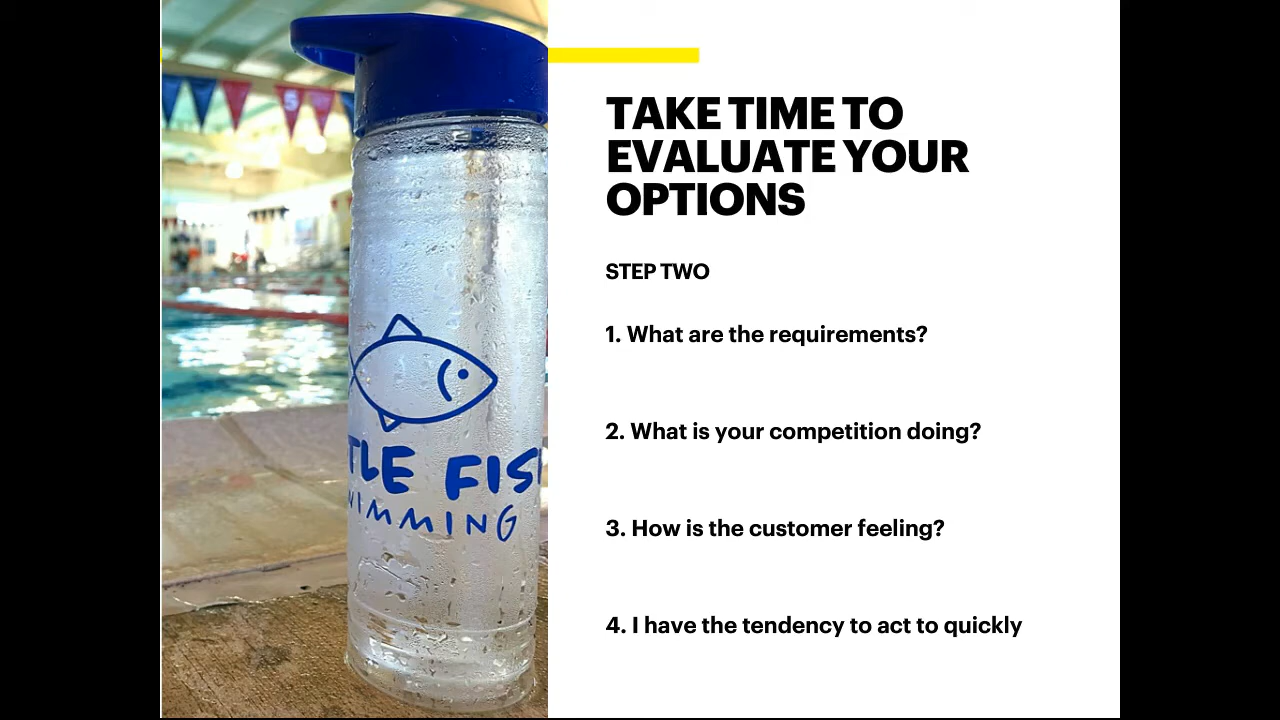 5
TLE FIS
WIMMING
TAKE TIME TO
EVALUATE YOUR
OPTIONS
STEP TWO
1. What are the requirements?
2. What is your competition doing?
3. How is the customer feeling?
4. I have the tendency to act to quickly